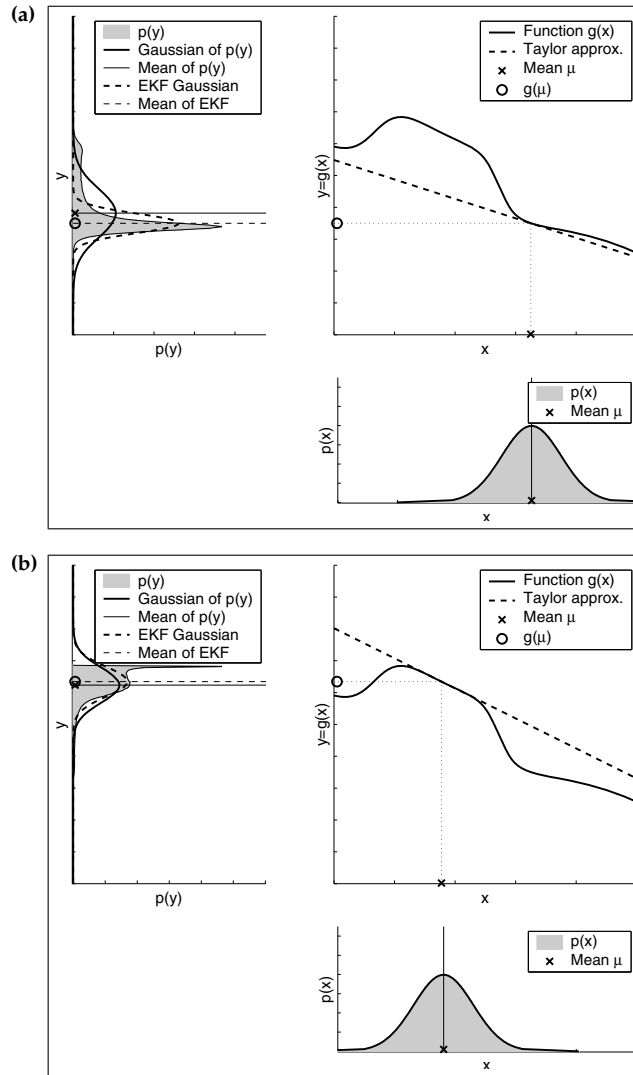 (a)
p(y)
Gaussian of p(y)
Mean of p(y)
EKF Gaussian
Mean of EKF
y
p(y)
Function g(x)
Taylor approx.
Mean μ
g(μ)
y=g(x)
x
p(x)
Mean μ
p(x)
x
(b)
p(y)
Gaussian of p(y)
Mean of p(y)
EKF Gaussian
Mean of EKF
y
p(y)
Function g(x)
Taylor approx.
Mean μ
g(μ)
y=g(x)
x
p(x)
Mean μ
p(x)
x